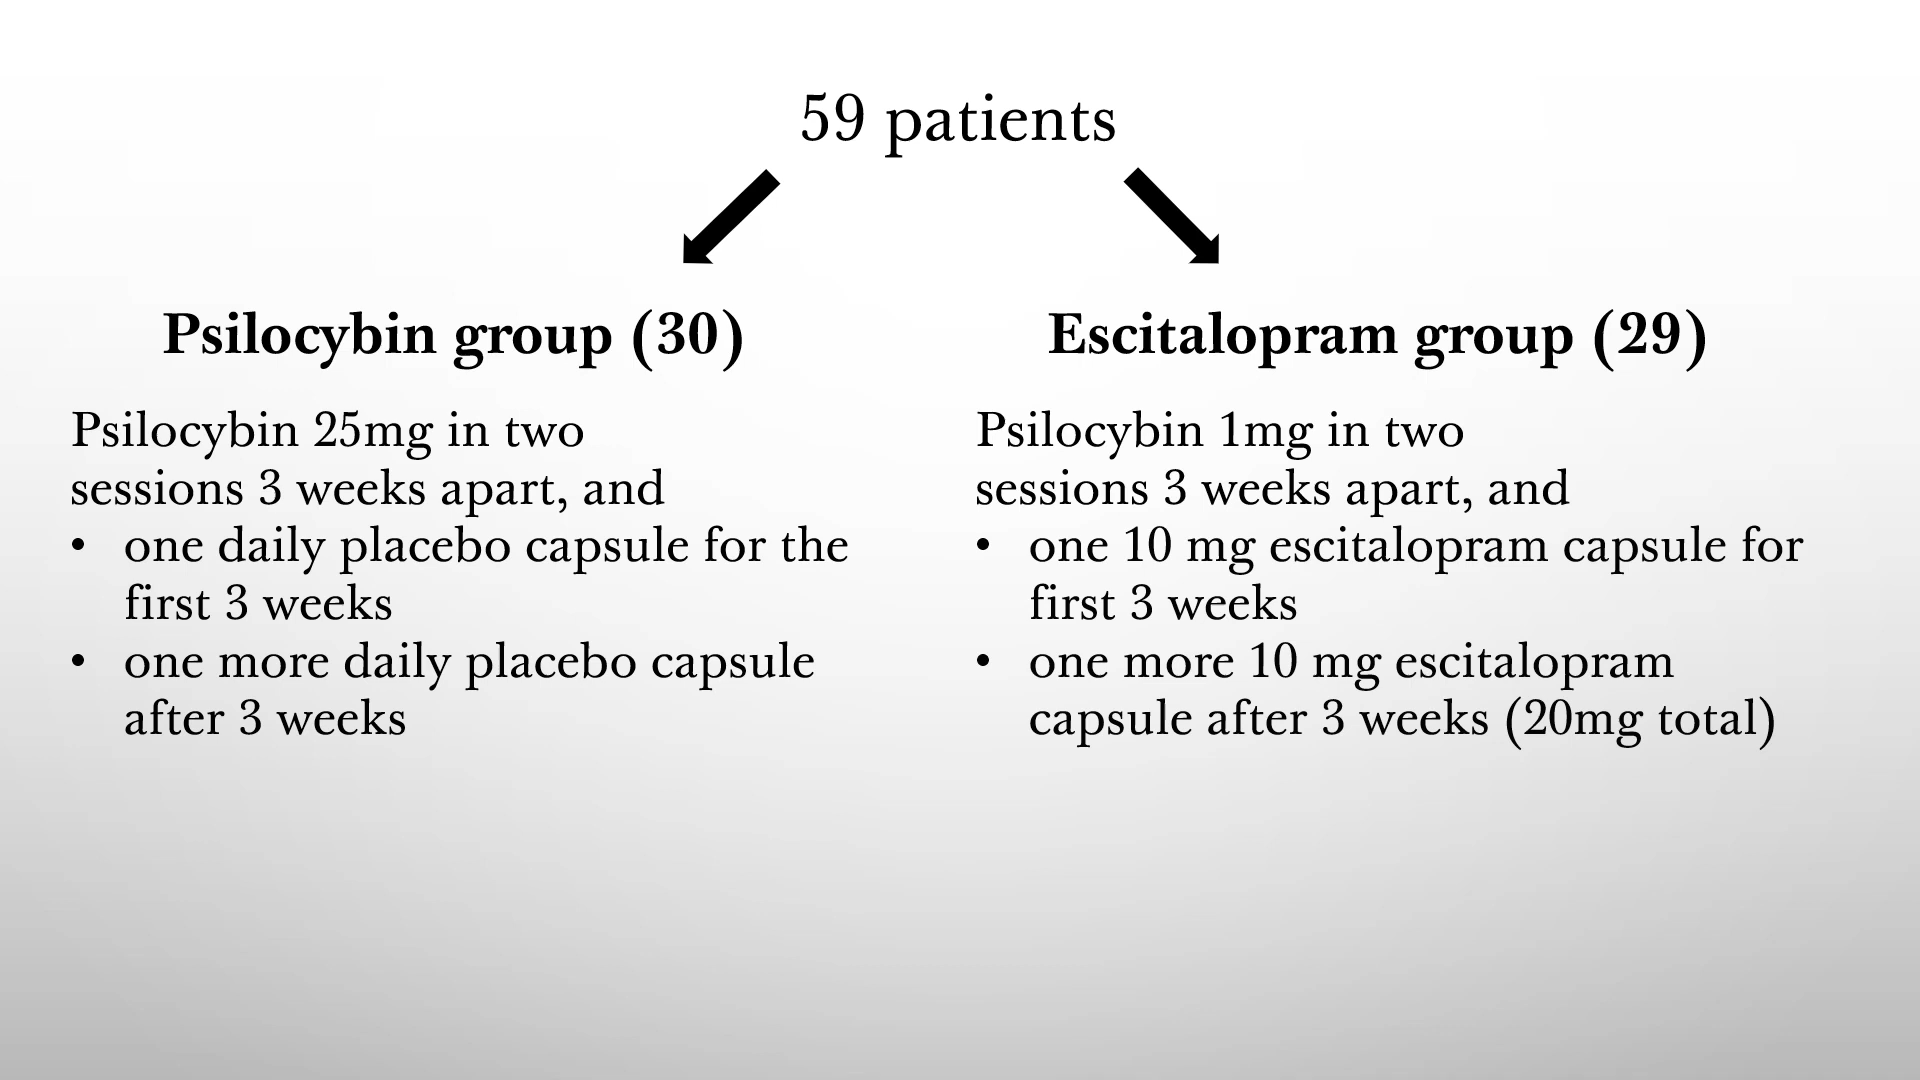 59 patients
Psilocybin group (30)
Psilocybin 25mg in two
sessions 3 weeks apart, and
• one daily placebo capsule for the
first 3 weeks
• one more daily placebo capsule
after 3 weeks
Escitalopram group (29)
Psilocybin 1mg in two
sessions 3 weeks apart, and
• one 10 mg escitalopram capsule for
first 3 weeks
• one more 10 mg escitalopram
capsule after 3 weeks (20mg total)